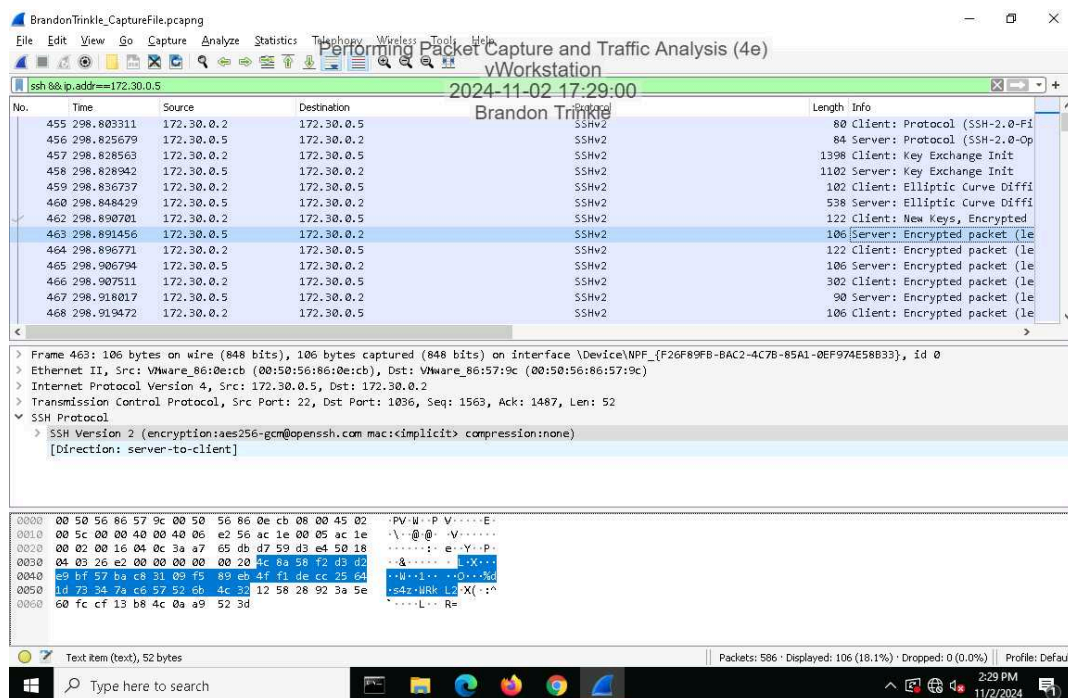 BrandonTrinkle_CaptureFile.pcapng
File Edit View Go Capture Analyze Statistics Telephony Wireless Tools Help
Performing Packet Capture and Traffic Analysis (4e)
vWorkstation
2024-11-02 17:29:00
Brandon Trinkle
ssh && ip.addr==172.30.0.5
No. Time Source Destination Protocol Length Info
455 298.803311 172.30.0.2 172.30.0.5 SSHv2 80 Client: Protocol (SSH-2.0-Fi
456 298.825679 172.30.0.5 172.30.0.2 SSHv2 84 Server: Protocol (SSH-2.0-Op
457 298.828563 172.30.0.2 172.30.0.5 SSHv2 1398 Client: Key Exchange Init
458 298.828942 172.30.0.5 172.30.0.2 SSHv2 1102 Server: Key Exchange Init
459 298.836737 172.30.0.2 172.30.0.5 SSHv2 102 Client: Elliptic Curve Diffi
460 298.848429 172.30.0.5 172.30.0.2 SSHv2 538 Server: Elliptic Curve Diffi
462 298.890701 172.30.0.2 172.30.0.5 SSHv2 122 Client: New Keys, Encrypted
463 298.891456 172.30.0.5 172.30.0.2 SSHv2 106 Server: Encrypted packet (le
464 298.896771 172.30.0.2 172.30.0.5 SSHv2 122 Client: Encrypted packet (le
465 298.906794 172.30.0.5 172.30.0.2 SSHv2 106 Server: Encrypted packet (le
466 298.907511 172.30.0.2 172.30.0.5 SSHv2 302 Client: Encrypted packet (le
467 298.918017 172.30.0.5 172.30.0.2 SSHv2 90 Server: Encrypted packet (le
468 298.919472 172.30.0.2 172.30.0.5 SSHv2 106 Client: Encrypted packet (le
Frame 463: 106 bytes on wire (848 bits), 106 bytes captured (848 bits) on interface \Device\NPF_{F26F89FB-BAC2-4C7B-85A1-0EF974E58B33}, id 0
Ethernet II, Src: VMware_86:0e:cb (00:50:56:86:0e:cb), Dst: VMware_86:57:9c (00:50:56:86:57:9c)
Internet Protocol Version 4, Src: 172.30.0.5, Dst: 172.30.0.2
Transmission Control Protocol, Src Port: 22, Dst Port: 1036, Seq: 1563, Ack: 1487, Len: 52
SSH Protocol
SSH Version 2 (encryption:aes256-gcm@openssh.com mac:<implicit> compression:none)
[Direction: server-to-client]
0000 00 50 56 86 57 9c 00 50 56 86 0e cb 08 00 45 02 ·PV·W··P V·····E·
0010 00 5c 00 00 40 00 40 06 e2 56 ac 1e 00 05 ac 1e ·\··@·@· ·V······
0020 00 02 00 16 04 0c 3a a7 65 db d7 59 d3 e4 50 18 ······:· e··Y··P·
0030 04 03 26 e2 00 00 00 00 00 20 4c 8a 58 f2 d3 d2 ··&····· · L·X···
0040 e9 bf 57 ba c8 31 09 f5 89 eb 4f f1 de cc 25 64 ··W··1·· ··O···%d
0050 1d 73 34 7a c6 57 52 6b 4c 32 12 58 28 92 3a 5e ·s4z·WRk L2·X(·:^
0060 60 fc cf 13 b8 4c 0a a9 52 3d `····L·· R=
Text item (text), 52 bytes
Packets: 586 · Displayed: 106 (18.1%) · Dropped: 0 (0.0%)
Profile: Defau
Type here to search
2:29 PM
11/2/2024